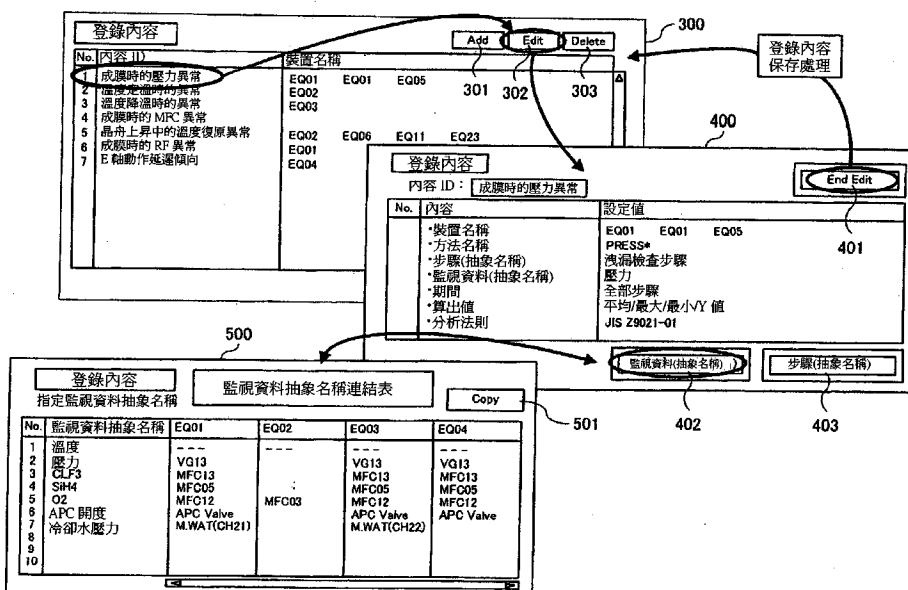 登錄內容
Add Edit Delete
300
No. 內容 ID 裝置名稱
1 成膜時的壓力異常 EQ01 EQ01 EQ05
2 溫度定溫時的異常 EQ02
3 溫度降溫時的異常 EQ03
4 成膜時的 MFC 異常
5 晶舟上昇中的溫度復原異常 EQ02 EQ06 EQ11 EQ23
6 成膜時的 RF 異常 EQ01
7 E 軸動作延遲傾向 EQ04
301 302 303
登錄內容
保存處理
400
登錄內容
End Edit
內容 ID： 成膜時的壓力異常
401
No. 內容 設定值
·裝置名稱 EQ01 EQ01 EQ05
·方法名稱 PRESS*
·步驟(抽象名稱) 洩漏檢查步驟
·監視資料(抽象名稱) 壓力
·期間 全部步驟
·算出值 平均/最大/最小/Y 值
·分析法則 JIS Z9021-01
監視資料(抽象名稱) 步驟(抽象名稱)
402 403
500
登錄內容
指定監視資料抽象名稱
監視資料抽象名稱連結表
Copy
501
No. 監視資料抽象名稱 EQ01 EQ02 EQ03 EQ04
1 溫度 --- --- --- ---
2 壓力 VG13 VG13 VG13
3 CLF3 MFC13 MFC13 MFC13
4 SiH4 MFC05 : MFC05 MFC05
5 O2 MFC12 MFC03 MFC12 MFC12
6 APC 開度 APC Valve APC Valve APC Valve
7 冷卻水壓力 M.WAT(CH21) M.WAT(CH22)
8
9
10